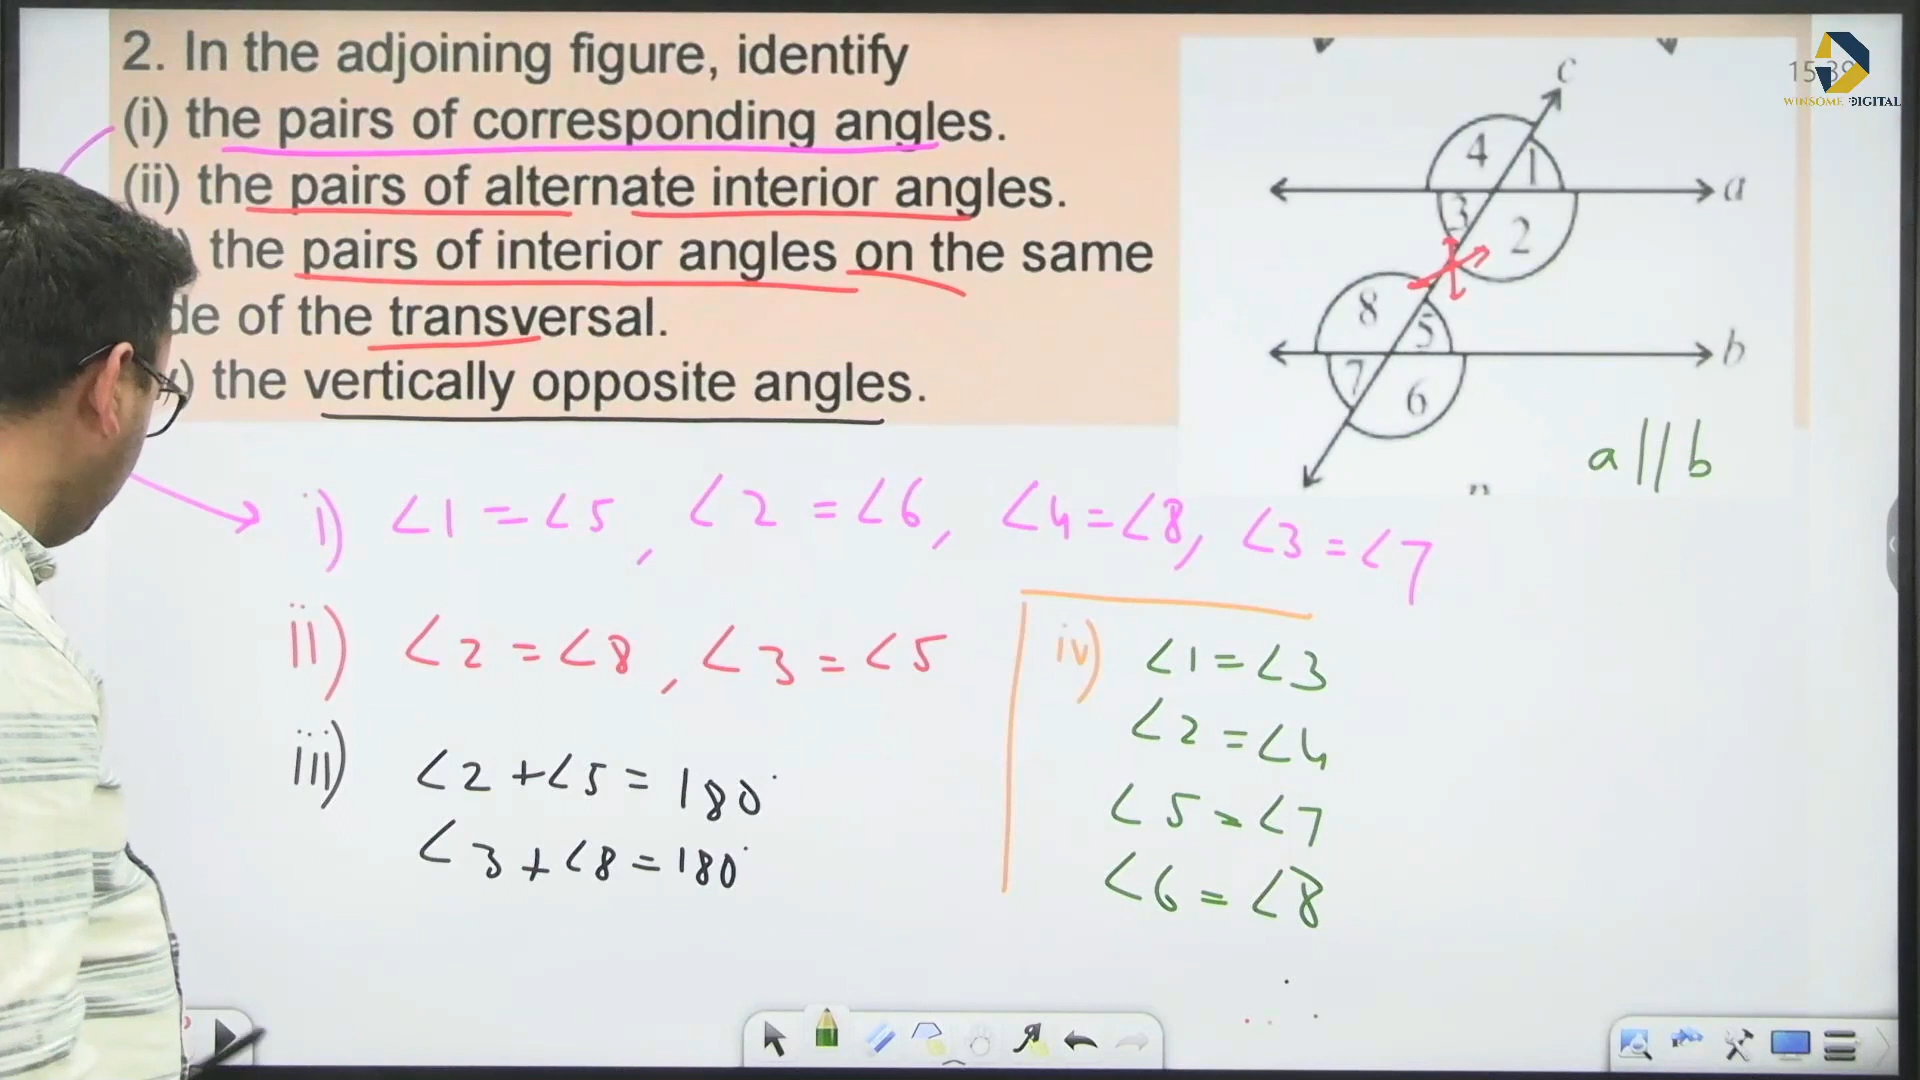 2. In the adjoining figure, identify
(i) the pairs of corresponding angles.
(ii) the pairs of alternate interior angles.
) the pairs of interior angles on the same
de of the transversal.
) the vertically opposite angles.
WINSOME DIGITAL
c
4 1
a
3 2
8 5
b
7 6
a || b
i) ∠1 = ∠5, ∠2 = ∠6, ∠4 = ∠8, ∠3 = ∠7
ii) ∠2 = ∠8, ∠3 = ∠5
iii) ∠2 + ∠5 = 180°
∠3 + ∠8 = 180°
iv) ∠1 = ∠3
∠2 = ∠4
∠5 = ∠7
∠6 = ∠8